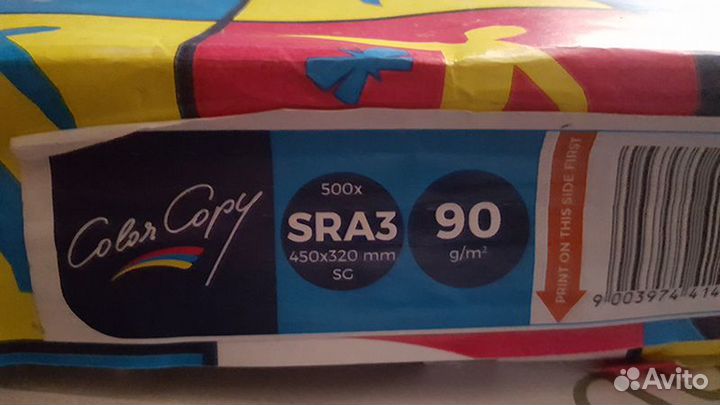 Color Copy
500x
SRA3
450x320 mm
SG
90
g/m²
PRINT ON THIS SIDE FIRST
9 003974 414
Avito